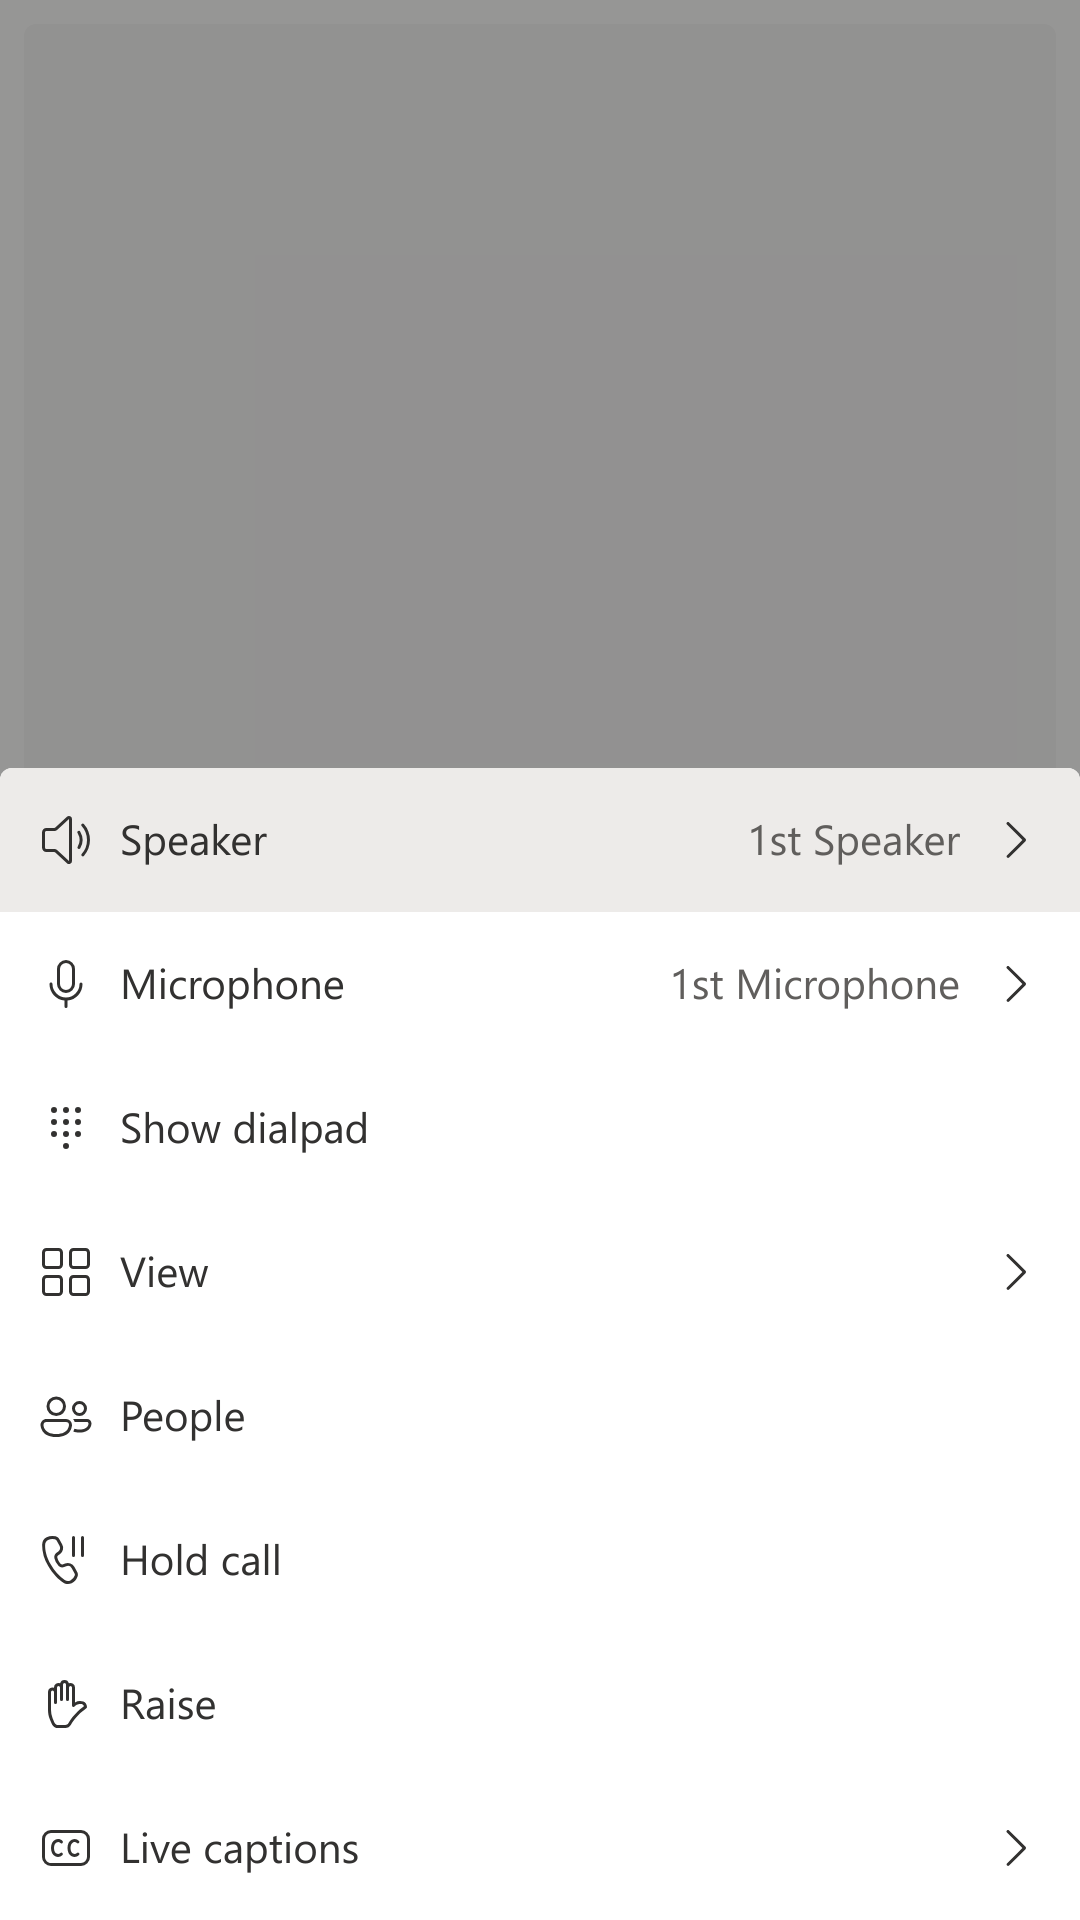 Speaker 1st Speaker
Microphone 1st Microphone
Show dialpad
View
People
Hold call
Raise
CC Live captions